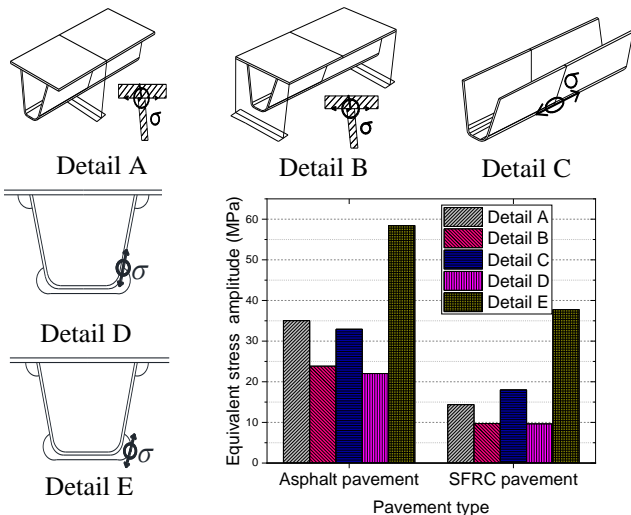 σ
σ
σ
Detail A
Detail B
Detail C
σ
Detail D
σ
Detail E
Equivalent stress amplitude (MPa)
60
50
40
30
20
10
0
Detail A
Detail B
Detail C
Detail D
Detail E
Asphalt pavement
SFRC pavement
Pavement type